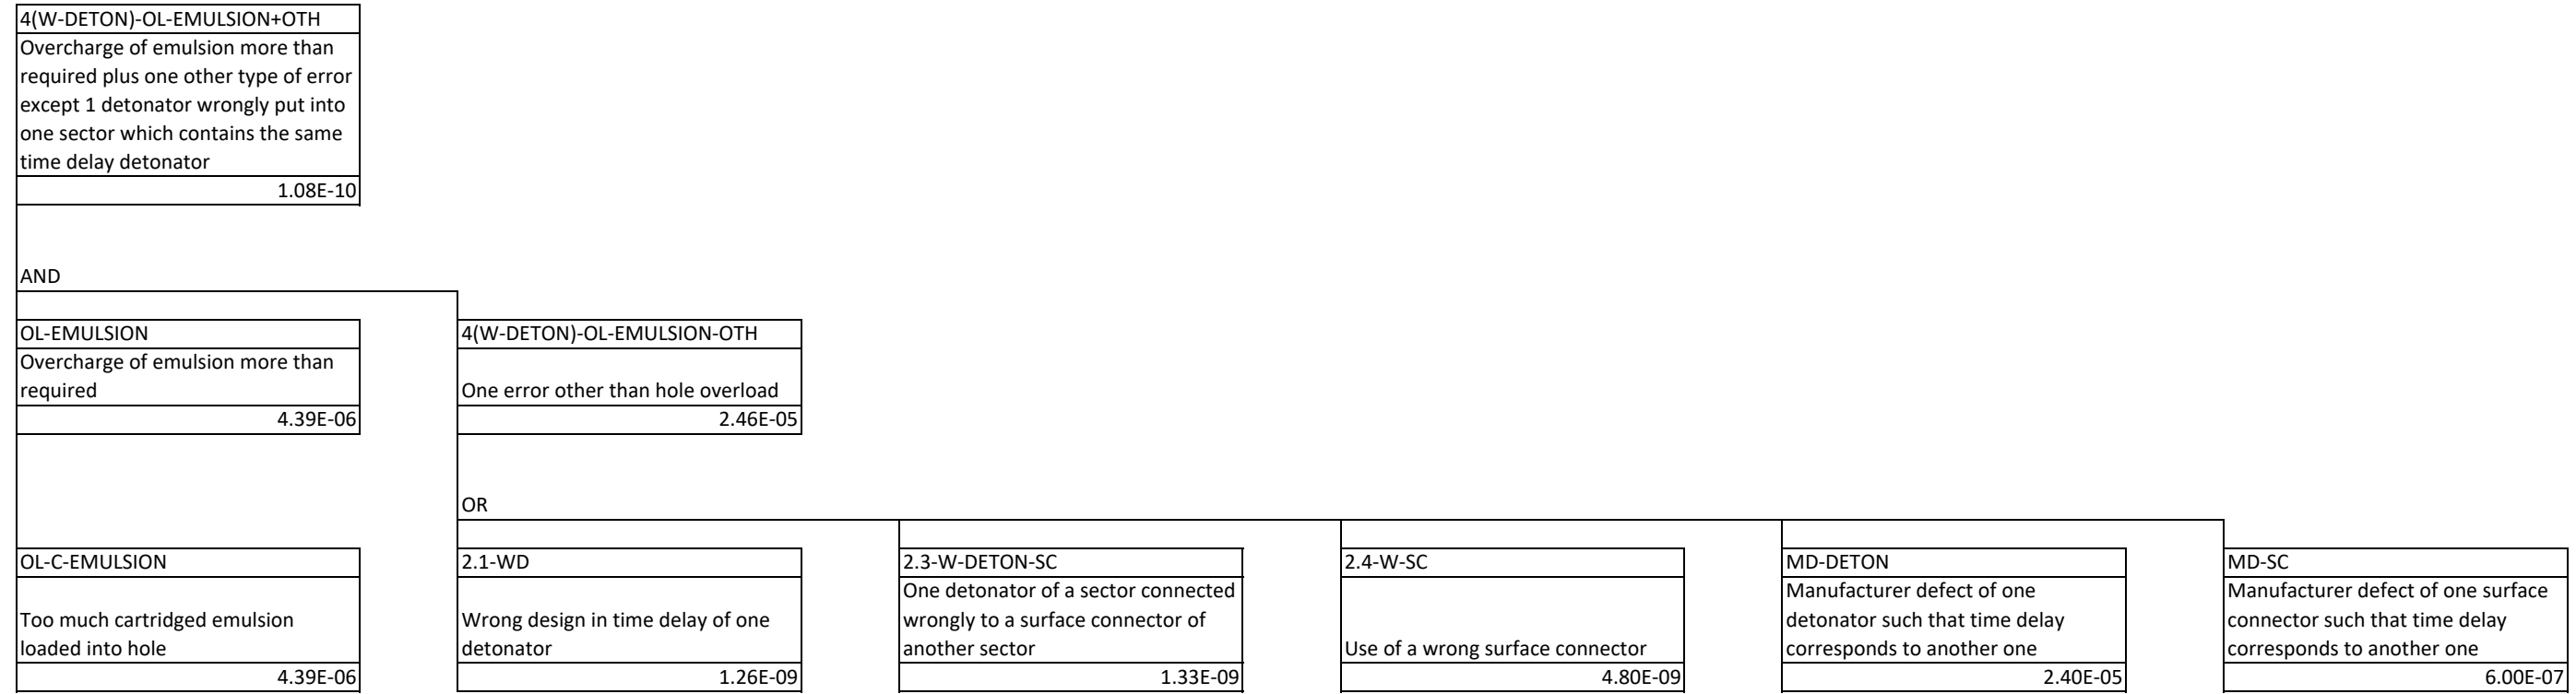 4(W-DETON)-OL-EMULSION+OTH
Overcharge of emulsion more than
required plus one other type of error
except 1 detonator wrongly put into
one sector which contains the same
time delay detonator
1.08E-10
AND
OL-EMULSION
Overcharge of emulsion more than
required
4.39E-06
4(W-DETON)-OL-EMULSION-OTH
One error other than hole overload
2.46E-05
OR
OL-C-EMULSION
Too much cartridged emulsion
loaded into hole
4.39E-06
2.1-WD
Wrong design in time delay of one
detonator
1.26E-09
2.3-W-DETON-SC
One detonator of a sector connected
wrongly to a surface connector of
another sector
1.33E-09
2.4-W-SC
Use of a wrong surface connector
4.80E-09
MD-DETON
Manufacturer defect of one
detonator such that time delay
corresponds to another one
2.40E-05
MD-SC
Manufacturer defect of one surface
connector such that time delay
corresponds to another one
6.00E-07